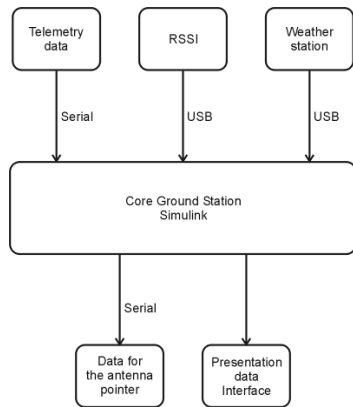 Telemetry
data
RSSI
Weather
station
Serial
USB
USB
Core Ground Station
Simulink
Serial
Data for
the antenna
pointer
Presentation
data
Interface